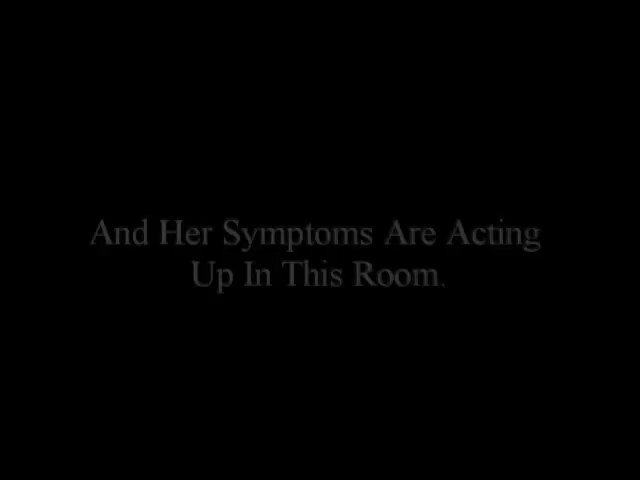 And Her Symptoms Are Acting
Up In This Room.